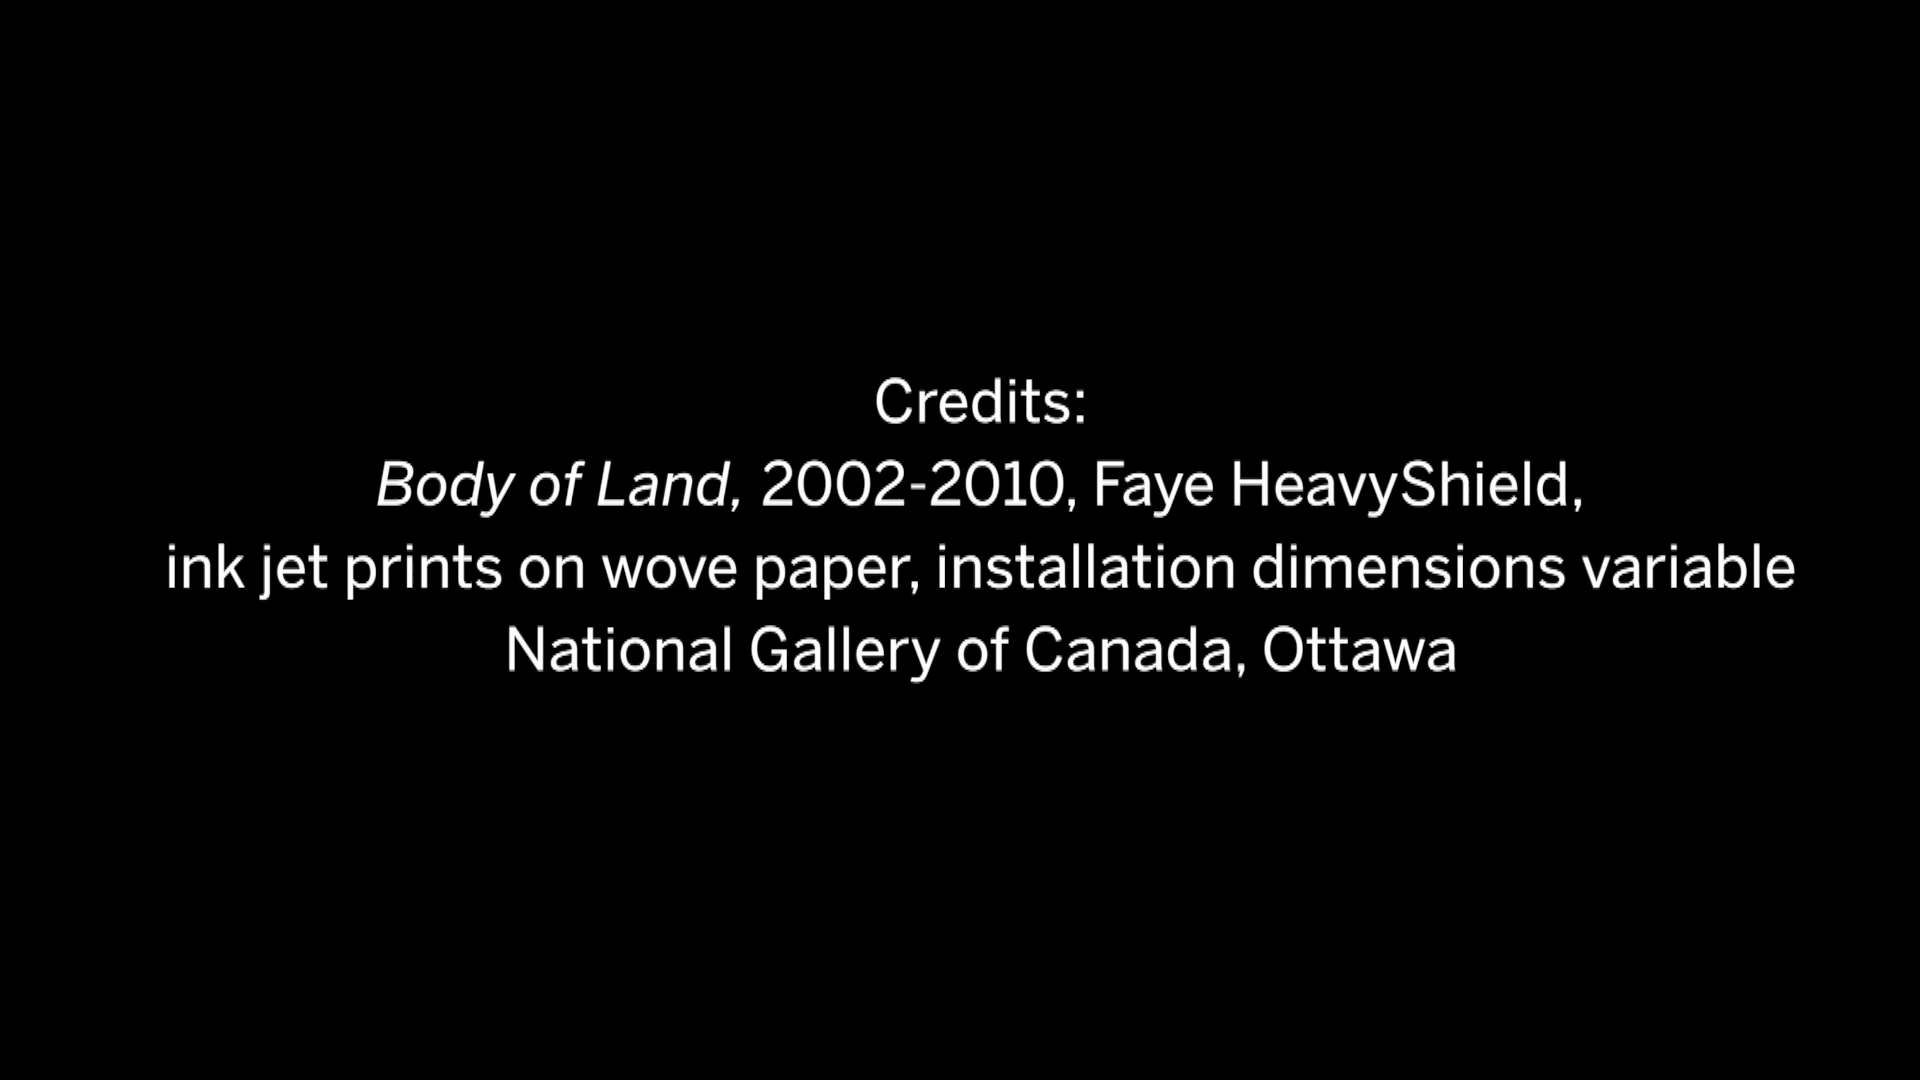 Credits:
Body of Land, 2002-2010, Faye HeavyShield,
ink jet prints on wove paper, installation dimensions variable
National Gallery of Canada, Ottawa